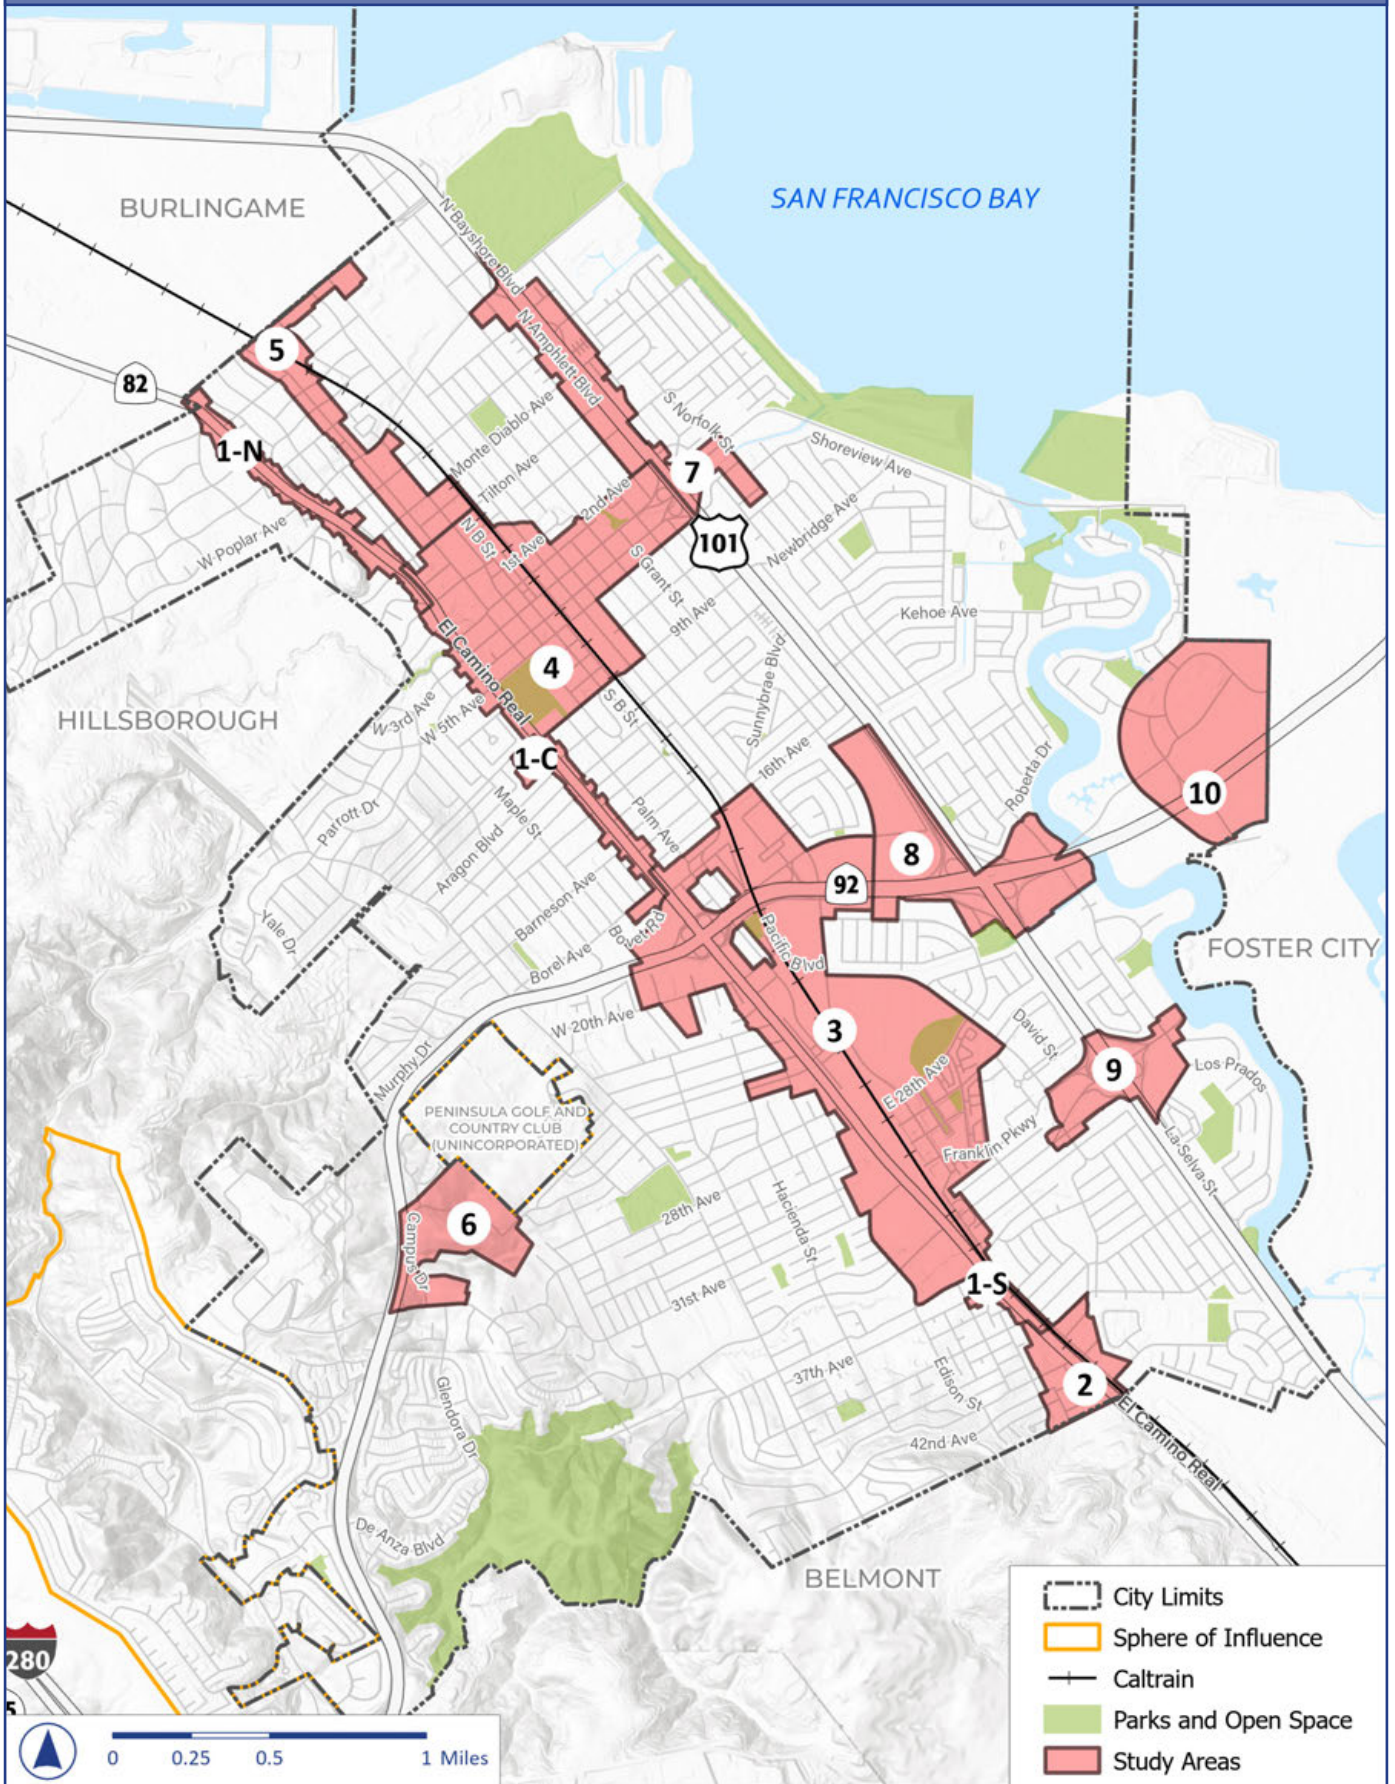 SAN FRANCISCO BAY
BURLINGAME
N Bayshore Blvd
5
N Amphlett Blvd
82
1-N
Monte Diablo Ave
S Norfolk St
Shoreview Ave
Tilton Ave
7
2nd Ave
W Poplar Ave
N B St
1st Ave
101
Newbridge Ave
S Grant St
9th Ave
Kehoe Ave
El Camino Real
4
HILLSBOROUGH
W 3rd Ave
W 5th Ave
S B St
Sunnybrae Blvd
1-C
16th Ave
Roberta Dr
10
Parrott Dr
Maple St
Palm Ave
Aragon Blvd
8
92
Barneson Ave
Yale Dr
Bovet Rd
Borel Ave
Pacific Blvd
FOSTER CITY
W 20th Ave
3
David St
Murphy Dr
9
Los Prados
E 28th Ave
PENINSULA GOLF AND
COUNTRY CLUB
(UNINCORPORATED)
Franklin Pkwy
La Selva St
28th Ave
6
Campus Dr
Hacienda St
31st Ave
1-S
37th Ave
Edison St
2
Glendora Dr
42nd Ave
El Camino Real
De Anza Blvd
BELMONT
280
5
City Limits
Sphere of Influence
Caltrain
Parks and Open Space
Study Areas
0 0.25 0.5 1 Miles